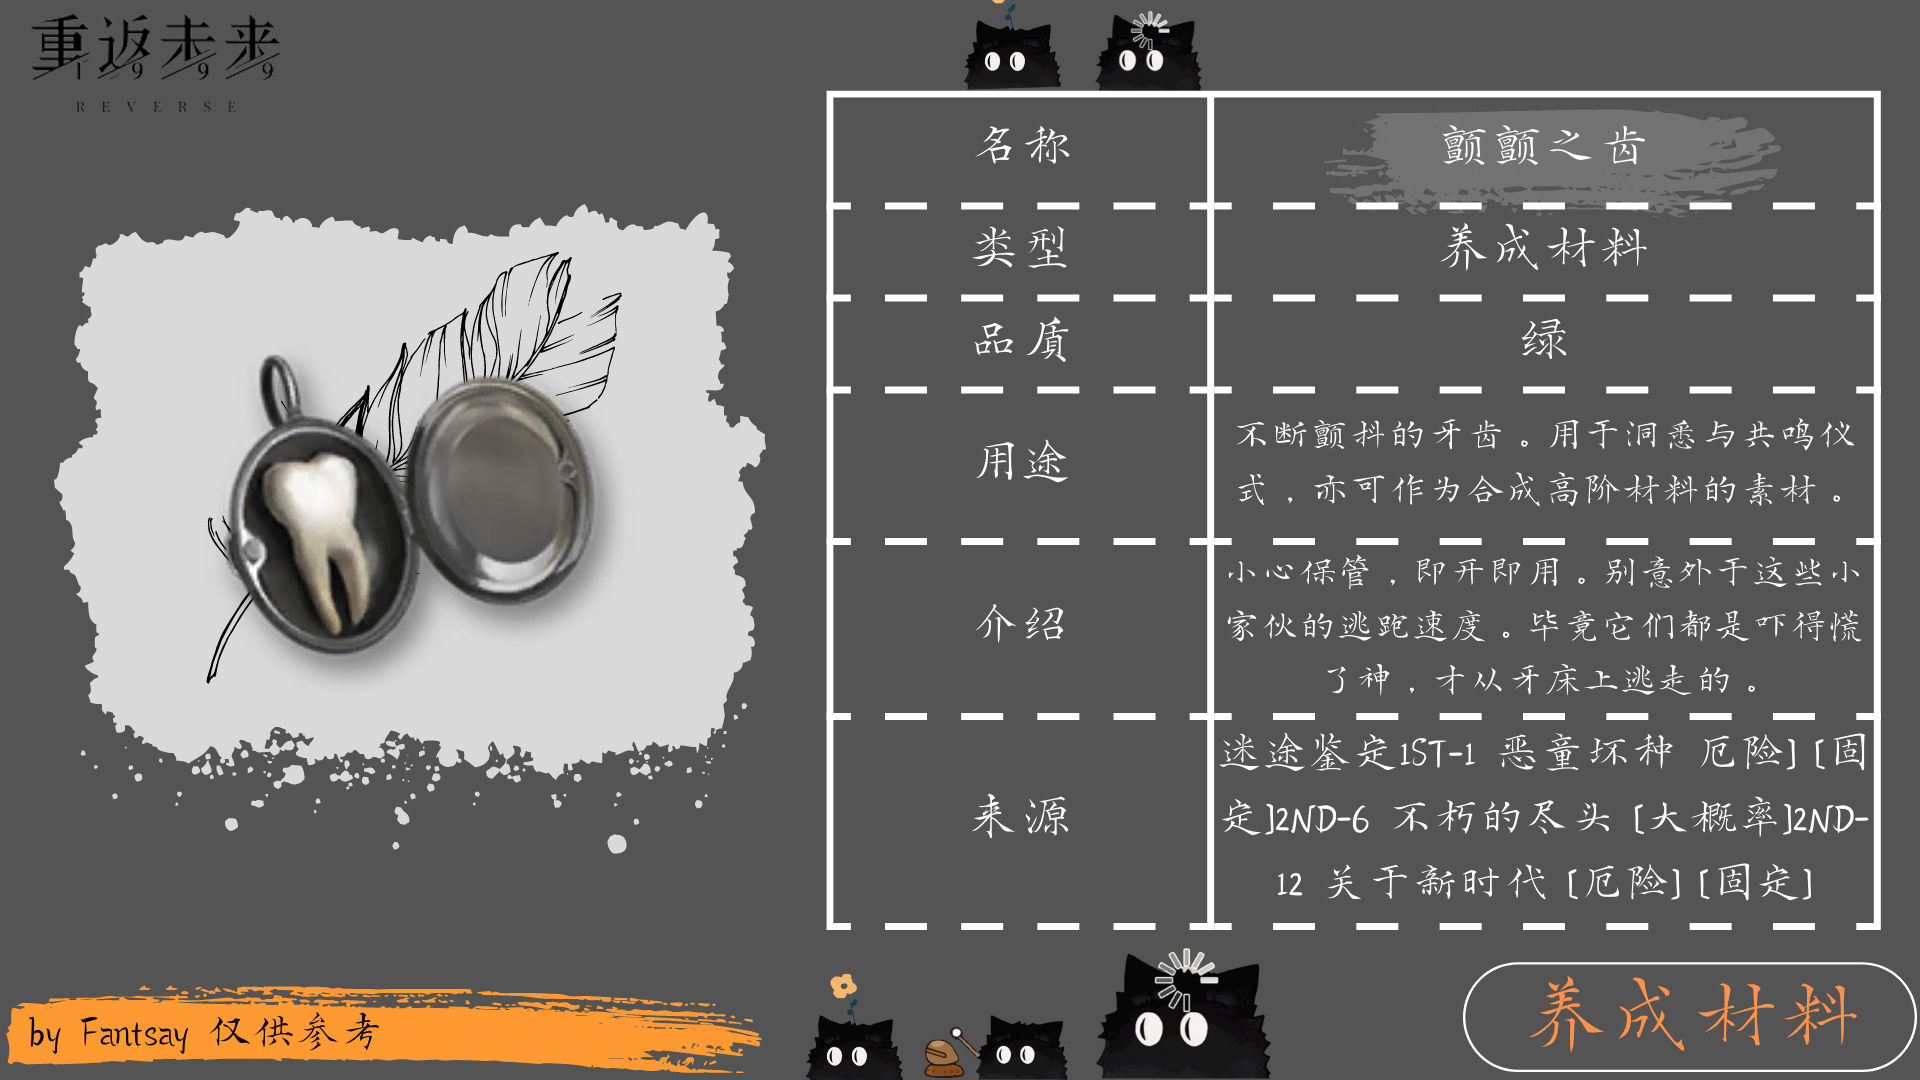 重返未来
1999
REVERSE
名称
颤颤之齿
类型
养成材料
品质
绿
用途
不断颤抖的牙齿。用于洞悉与共鸣仪
式，亦可作为合成高阶材料的素材。
介绍
小心保管，即开即用。别意外于这些小
家伙的逃跑速度。毕竟它们都是吓得慌
了神，才从牙床上逃走的。
来源
迷途鉴定1ST-1 恶童坏种 厄险] [固
定]2ND-6 不朽的尽头 [大概率]2ND-
12 关于新时代 [厄险] [固定]
by Fantsay 仅供参考
养成材料